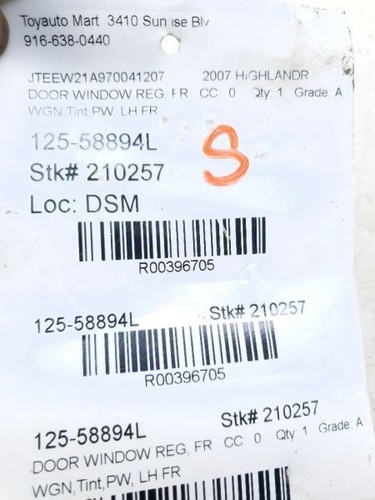 Toyauto Mart 3410 Sun ise Blv
916-638-0440
JTEEW21A970041207 2007 HIGHLANDR
DOOR WINDOW REG, FR CC 0 Qty: 1 Grade: A
WGN,Tint,PW, LH FR
125-58894L
S
Stk# 210257
Loc: DSM
R00396705
125-58894L Stk# 210257
R00396705
125-58894L Stk# 210257
DOOR WINDOW REG, FR CC 0 Qty 1 Grade: A
WGN,Tint,PW, LH FR